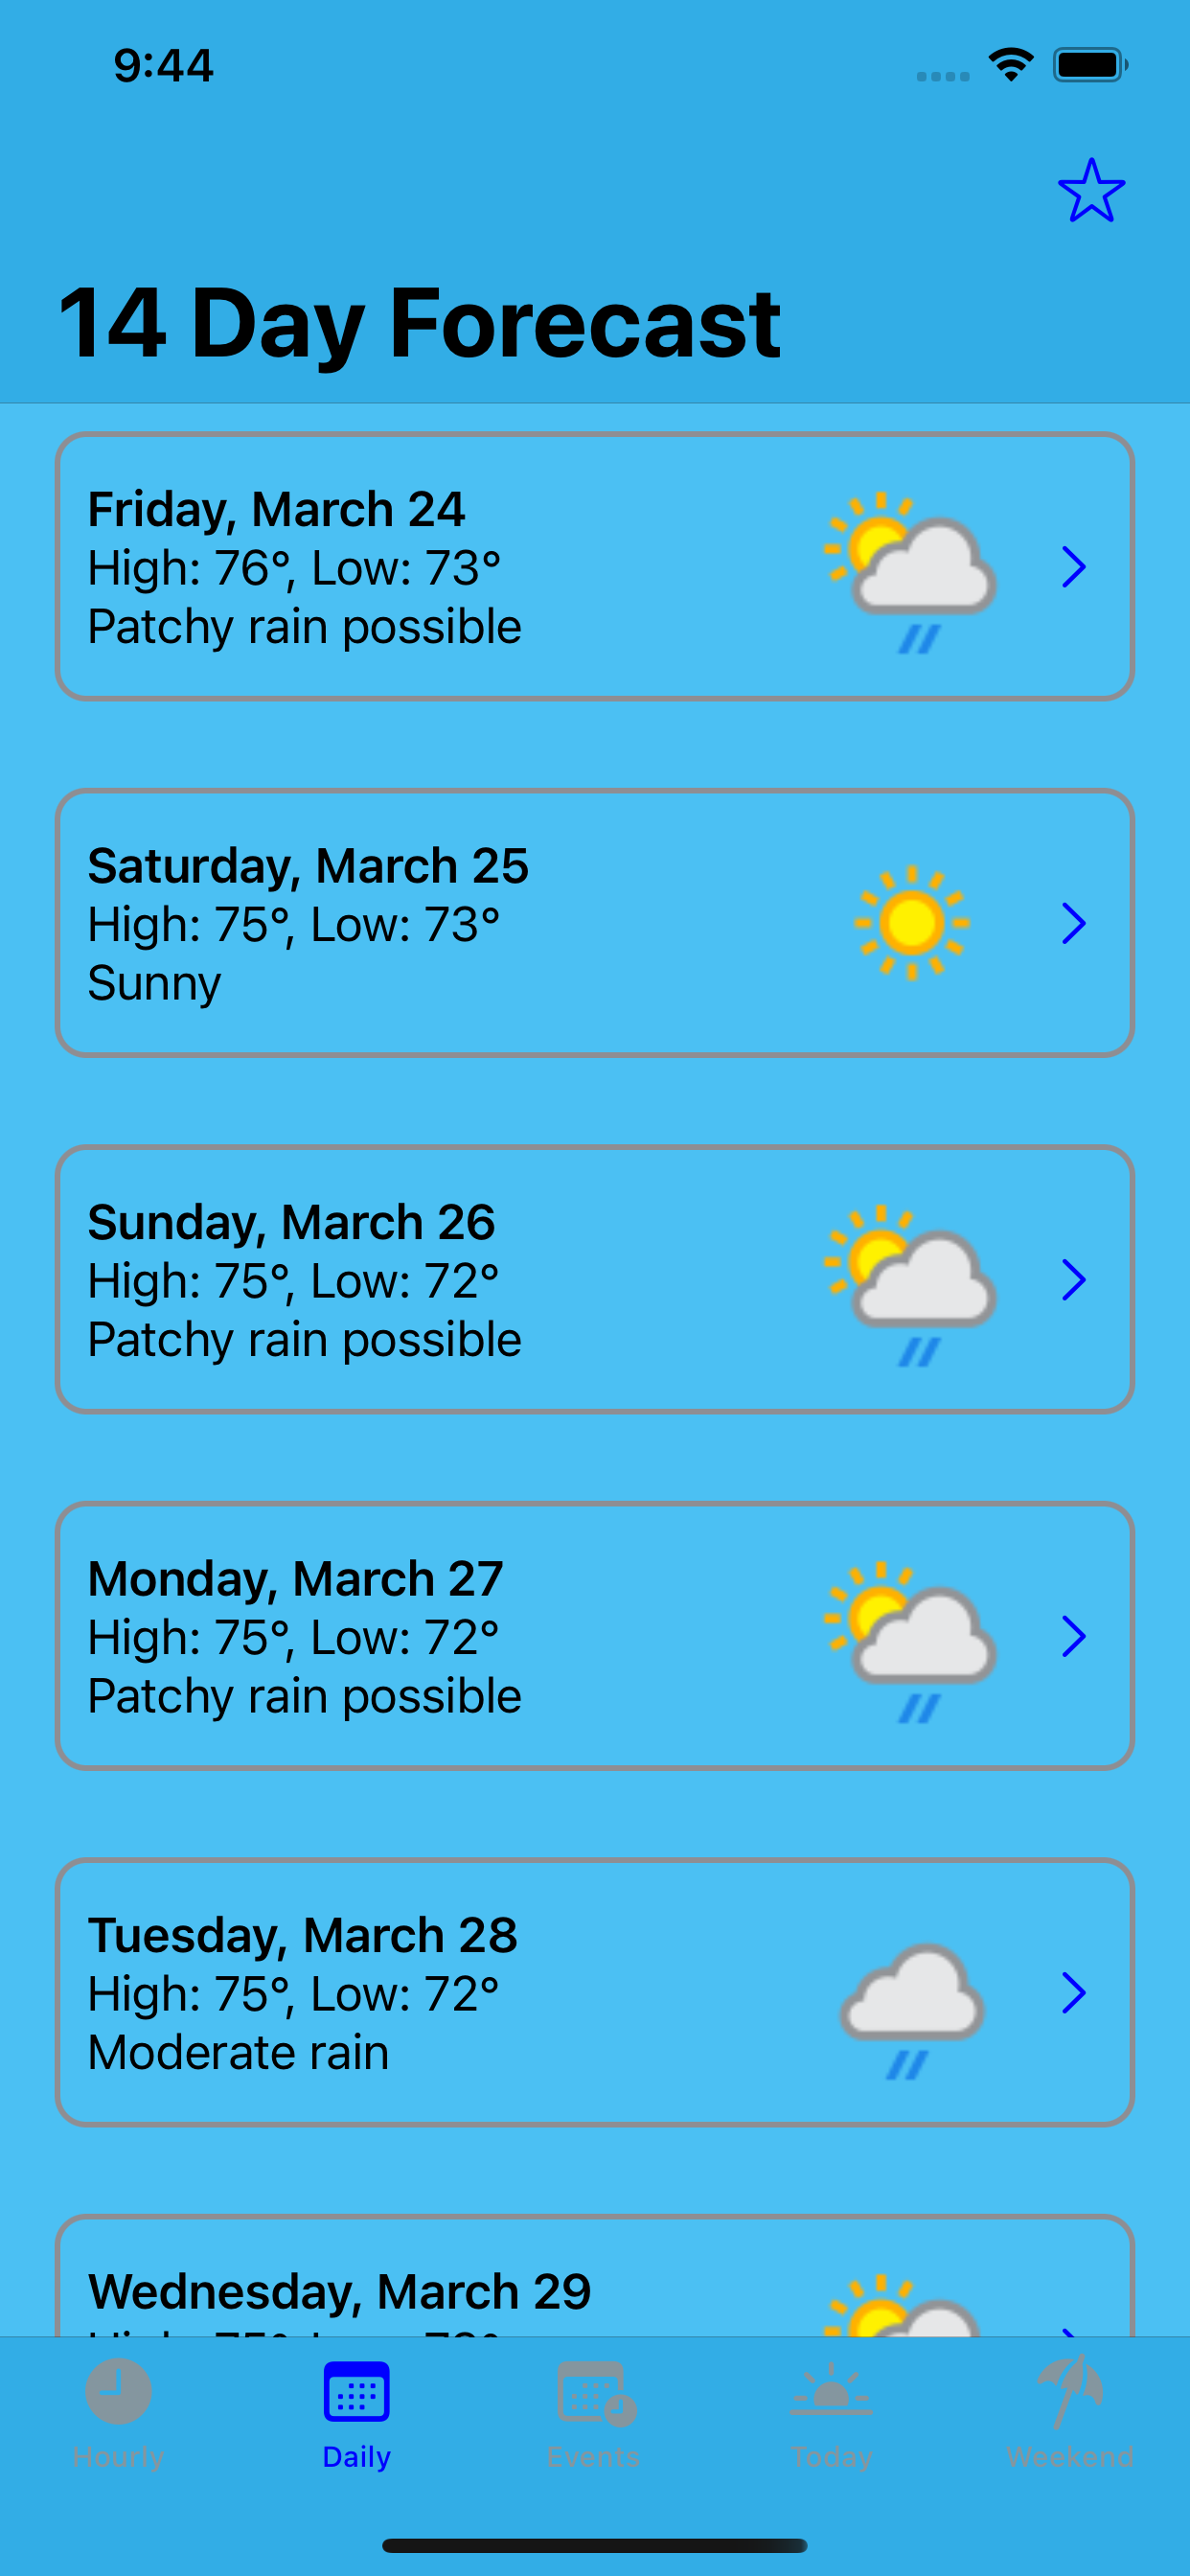 9:44
14 Day Forecast
Friday, March 24
High: 76°, Low: 73°
Patchy rain possible
Saturday, March 25
High: 75°, Low: 73°
Sunny
Sunday, March 26
High: 75°, Low: 72°
Patchy rain possible
Monday, March 27
High: 75°, Low: 72°
Patchy rain possible
Tuesday, March 28
High: 75°, Low: 72°
Moderate rain
Wednesday, March 29
Hourly
Daily
Events
Today
Weekend